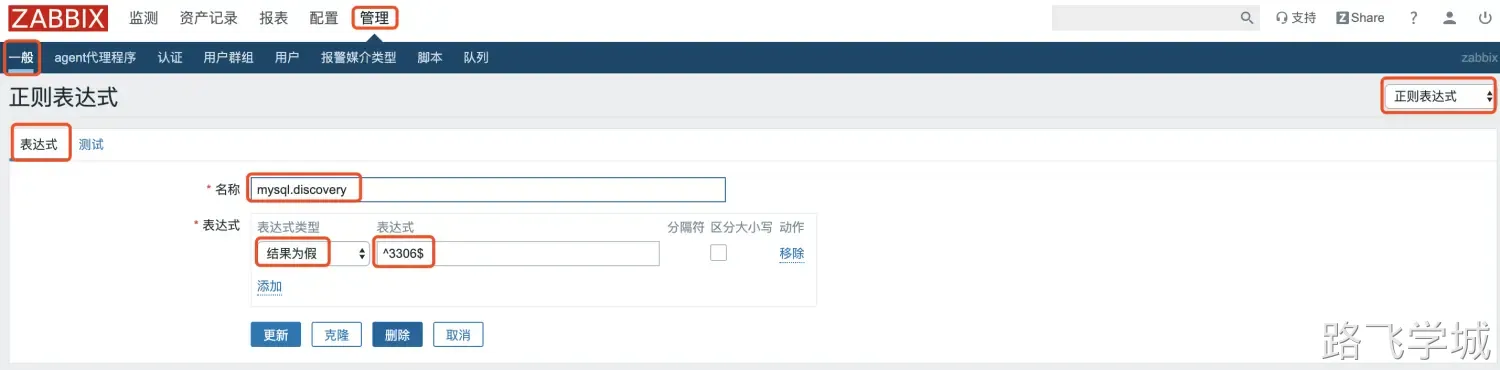 ZABBIX 监测 资产记录 报表 配置 管理 支持 Z Share ?
一般 agent代理程序 认证 用户群组 用户 报警媒介类型 脚本 队列 zabbix
正则表达式 正则表达式
表达式 测试
* 名称 mysql.discovery
* 表达式 表达式类型 表达式 分隔符 区分大小写 动作
结果为假 ^3306$ 移除
添加
更新 克隆 删除 取消
路飞学城